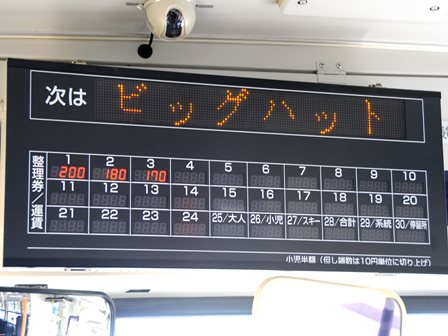 次は ビッグハット
整理券/運賃
1 2 3 4 5 6 7 8 9 10
200 180 170
11 12 13 14 15 16 17 18 19 20
21 22 23 24 25/大人 26/小児 27/スキー 28/合計 29/系統 30/停留所
小児半額(但し端数は10円単位に切り上げ)